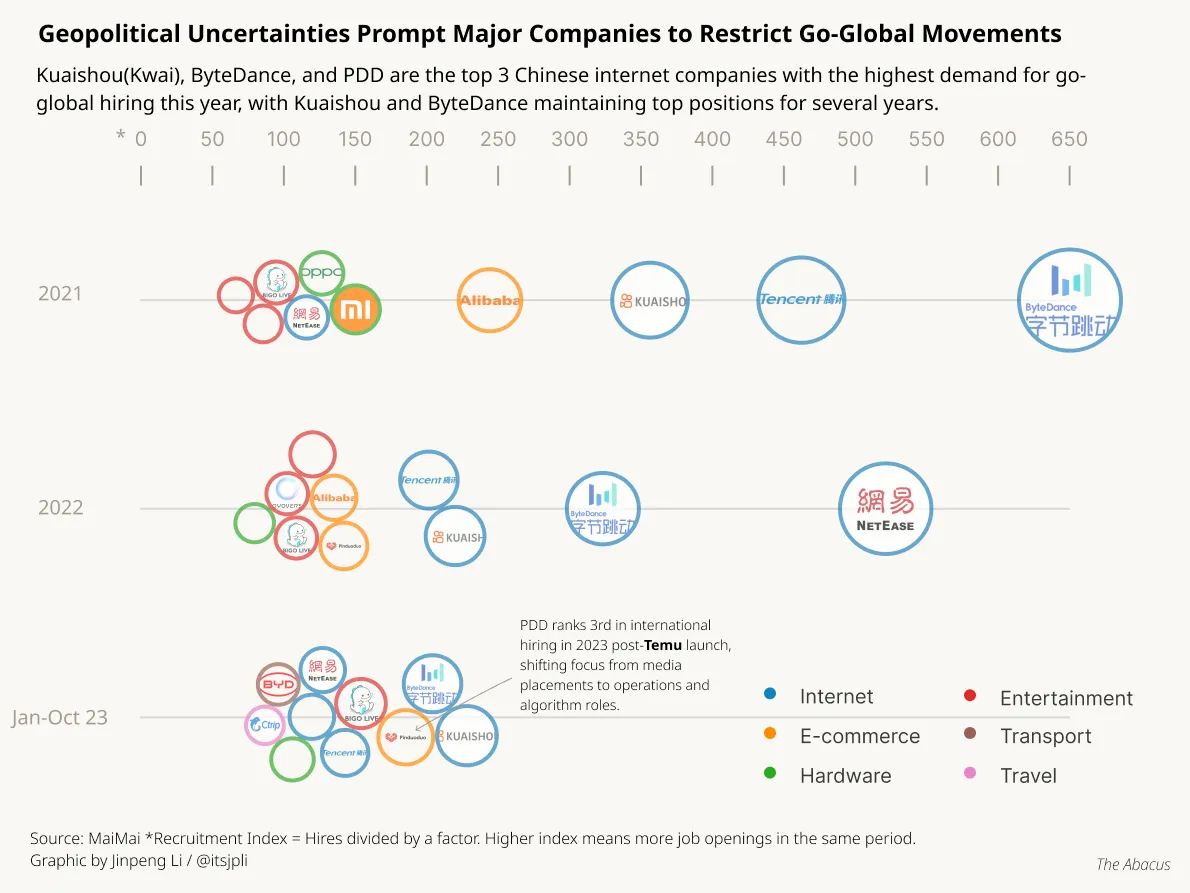 Geopolitical Uncertainties Prompt Major Companies to Restrict Go-Global Movements
Kuaishou(Kwai), ByteDance, and PDD are the top 3 Chinese internet companies with the highest demand for go-
global hiring this year, with Kuaishou and ByteDance maintaining top positions for several years.
* 0 50 100 150 200 250 300 350 400 450 500 550 600 650
2021
BIGO LIVE
oppo
網易
NETEASE
mi
Alibaba
KUAISHO
Tencent 腾讯
ByteDance
字节跳动
2022
Alibaba
BIGO LIVE
Pinduoduo
Tencent 腾讯
KUAISH
ByteDance
字节跳动
網易
NETEASE
PDD ranks 3rd in international
hiring in 2023 post-Temu launch,
shifting focus from media
placements to operations and
algorithm roles.
Jan-Oct 23
BYD
網易
NETEASE
Ctrip
BIGO LIVE
Tencent 腾讯
ByteDance
字节跳动
Pinduoduo
KUAISHO
Internet
Entertainment
E-commerce
Transport
Hardware
Travel
Source: MaiMai *Recruitment Index = Hires divided by a factor. Higher index means more job openings in the same period.
Graphic by Jinpeng Li / @itsjpli
The Abacus